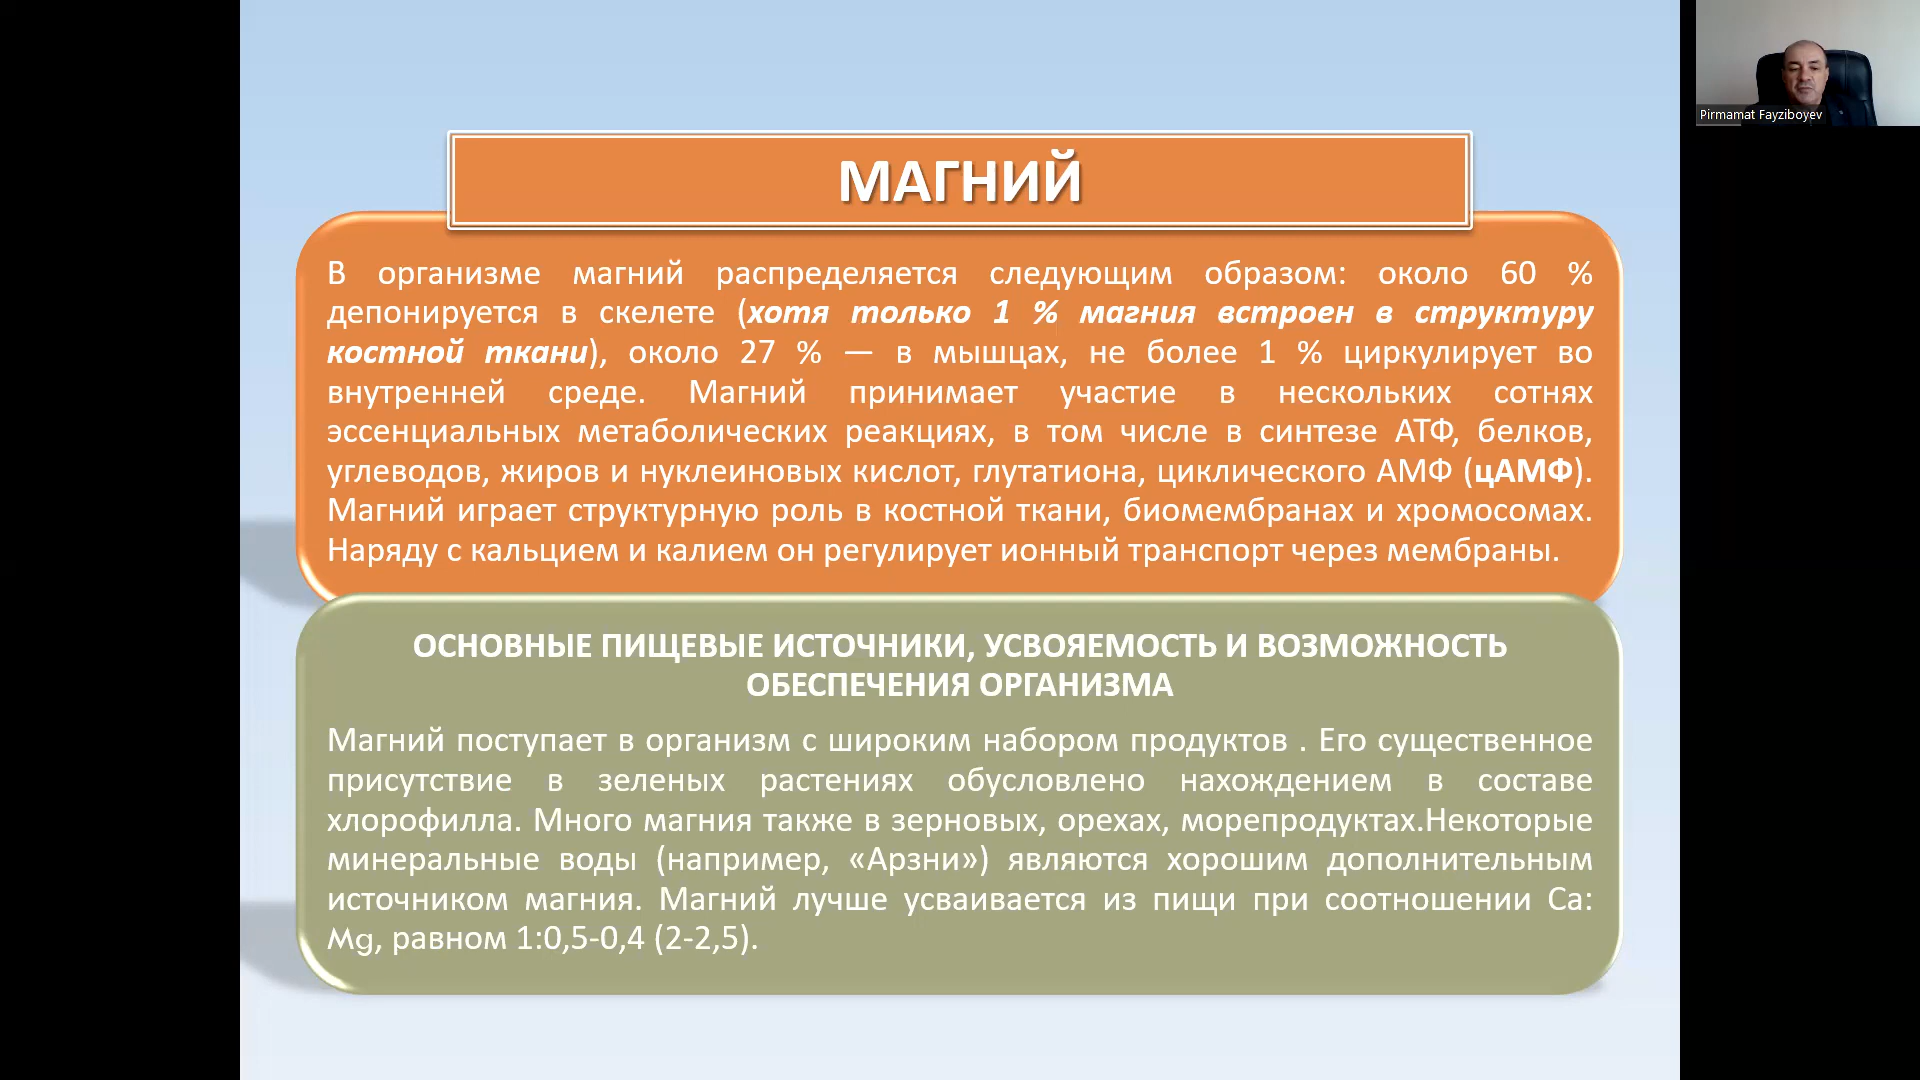 МАГНИЙ
В организме магний распределяется следующим образом: около 60 %
депонируется в скелете (хотя только 1 % магния встроен в структуру
костной ткани), около 27 % — в мышцах, не более 1 % циркулирует во
внутренней среде. Магний принимает участие в нескольких сотнях
эссенциальных метаболических реакциях, в том числе в синтезе АТФ, белков,
углеводов, жиров и нуклеиновых кислот, глутатиона, циклического АМФ (цАМФ).
Магний играет структурную роль в костной ткани, биомембранах и хромосомах.
Наряду с кальцием и калием он регулирует ионный транспорт через мембраны.
ОСНОВНЫЕ ПИЩЕВЫЕ ИСТОЧНИКИ, УСВОЯЕМОСТЬ И ВОЗМОЖНОСТЬ
ОБЕСПЕЧЕНИЯ ОРГАНИЗМА
Магний поступает в организм с широким набором продуктов . Его существенное
присутствие в зеленых растениях обусловлено нахождением в составе
хлорофилла. Много магния также в зерновых, орехах, морепродуктах.Некоторые
минеральные воды (например, «Арзни») являются хорошим дополнительным
источником магния. Магний лучше усваивается из пищи при соотношении Ca:
Mg, равном 1:0,5-0,4 (2-2,5).
Pirmamat Fayziboyev